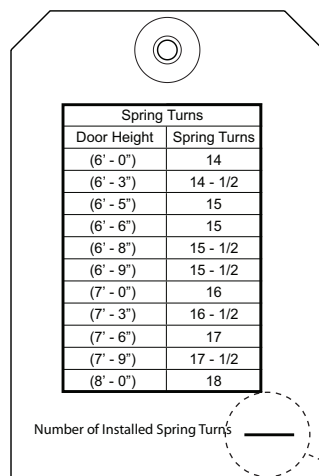 Spring Turns
Door Height Spring Turns
(6’ - 0”) 14
(6’ - 3”) 14 - 1/2
(6’ - 5”) 15
(6’ - 6”) 15
(6’ - 8”) 15 - 1/2
(6’ - 9”) 15 - 1/2
(7’ - 0”) 16
(7’ - 3”) 16 - 1/2
(7’ - 6”) 17
(7’ - 9”) 17 - 1/2
(8’ - 0”) 18
Number of Installed Spring Turns